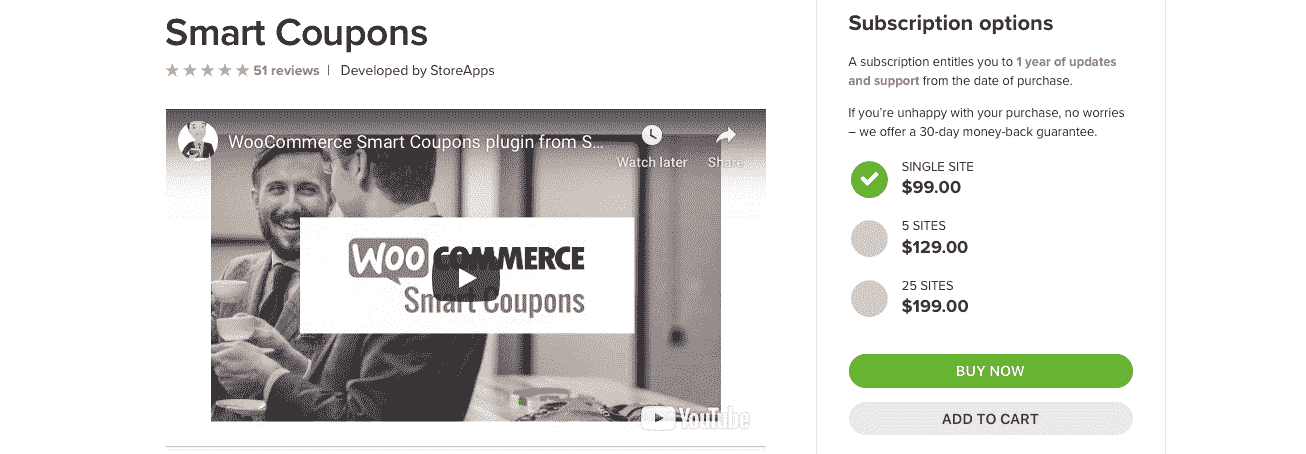 Smart Coupons
51 reviews | Developed by StoreApps
WooCommerce Smart Coupons plugin from S...
Watch later Share
WOO COMMERCE
Smart Coupons
YouTube
Subscription options
A subscription entitles you to 1 year of updates
and support from the date of purchase.
If you're unhappy with your purchase, no worries
– we offer a 30-day money-back guarantee.
SINGLE SITE
$99.00
5 SITES
$129.00
25 SITES
$199.00
BUY NOW
ADD TO CART